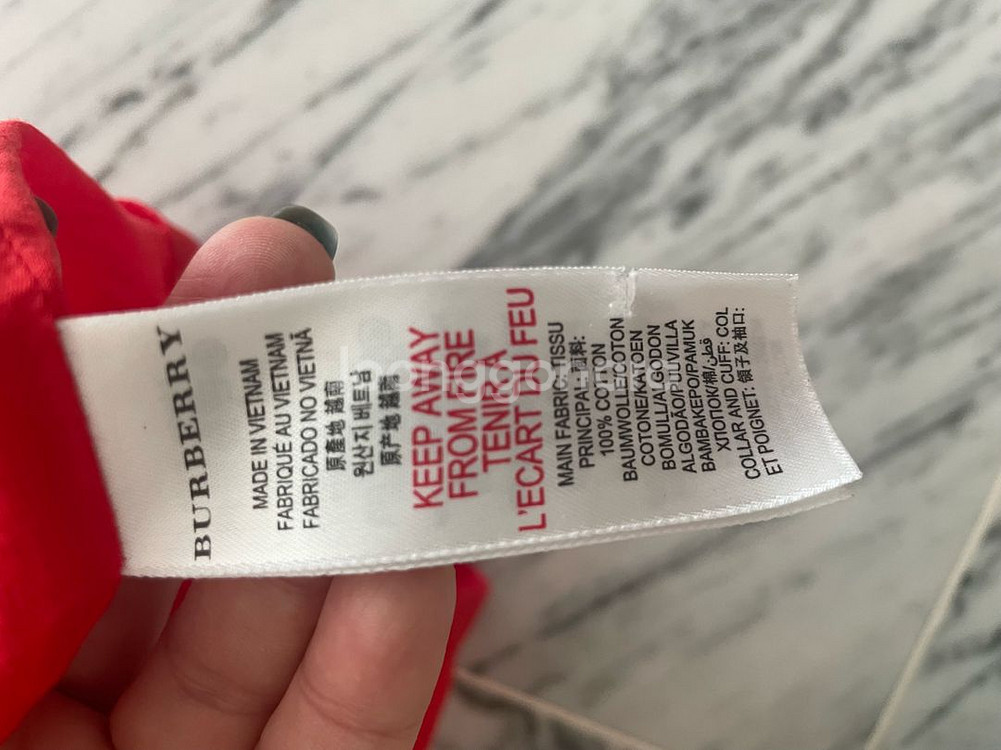 BURBERRY
MADE IN VIETNAM
FABRIQUÉ AU VIETNAM
FABRICADO NO VIETNÃ
原產地 越南
원산지 베트남
原产地 越南
KEEP AWAY
FROM FIRE
TENIR A
L'ECART DU FEU
MAIN FABRIC/TISSU
PRINCIPAL/面料:
100% COTTON
BAUMWOLLE/COTON
COTONE/KATOEN
BOMULL/ALGODON
ALGODÃO/PUUVILLA
ΒΑΜΒΑΚΕΡΟ/PAMUK
ХЛОПОК/棉/قطن
COLLAR AND CUFF: COL
ET POIGNET: 領子及袖口: